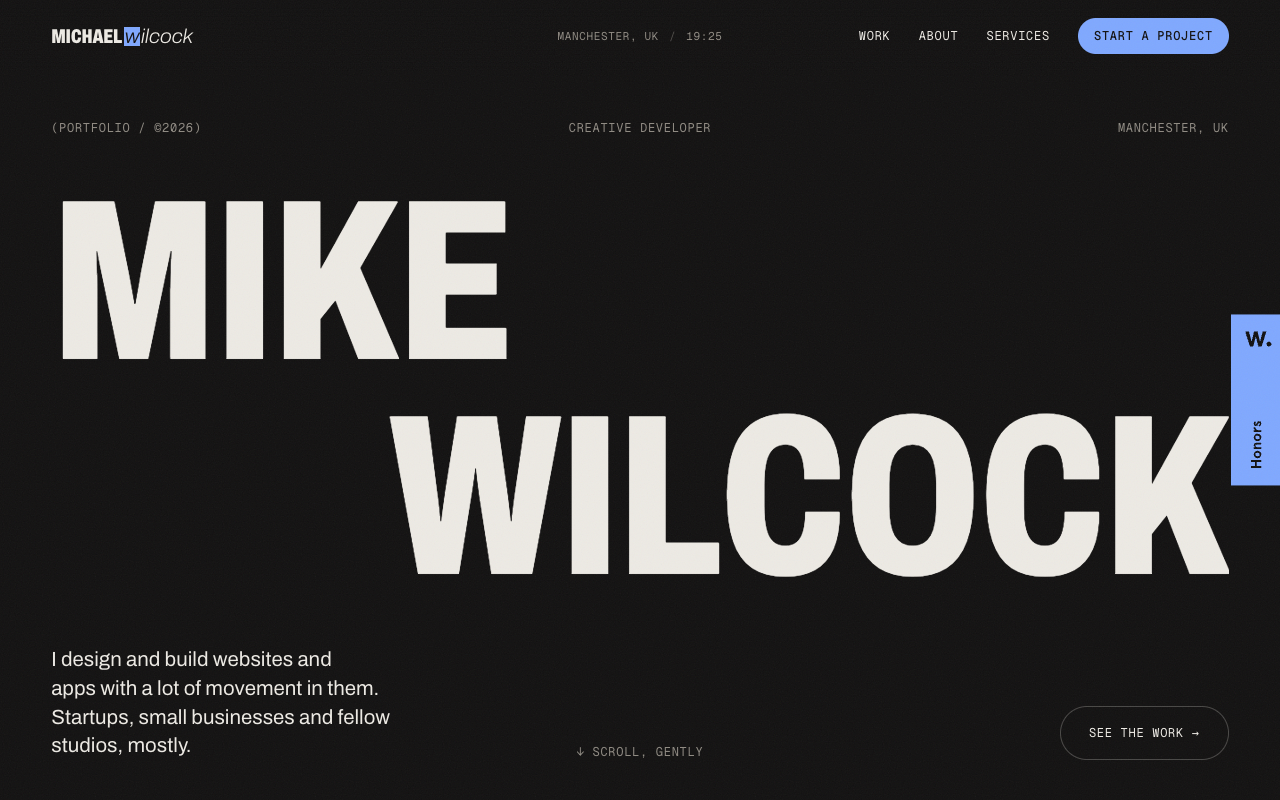 MICHAELwilcock
MANCHESTER, UK / 19:25
WORK
ABOUT
SERVICES
START A PROJECT
(PORTFOLIO / ©2026)
CREATIVE DEVELOPER
MANCHESTER, UK
MIKE
WILCOCK
W.
Honors
I design and build websites and
apps with a lot of movement in them.
Startups, small businesses and fellow
studios, mostly.
↓ SCROLL, GENTLY
SEE THE WORK →